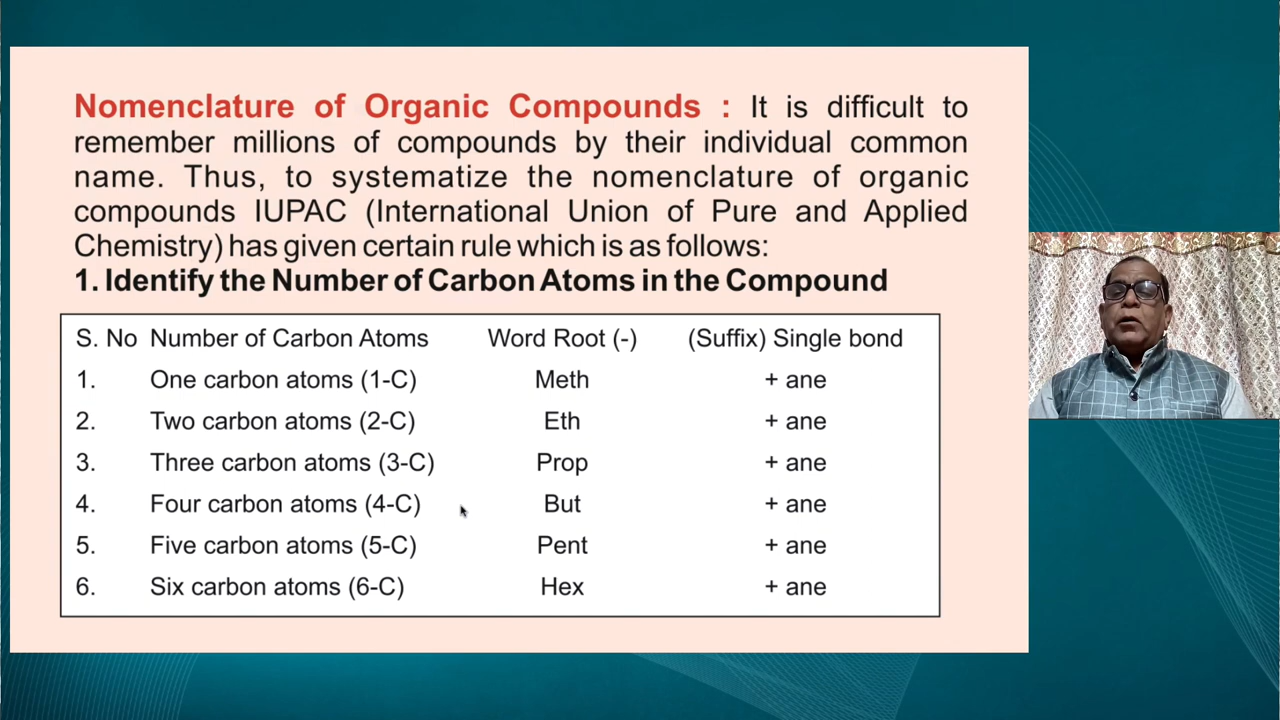 Nomenclature of Organic Compounds : It is difficult to
remember millions of compounds by their individual common
name. Thus, to systematize the nomenclature of organic
compounds IUPAC (International Union of Pure and Applied
Chemistry) has given certain rule which is as follows:
1. Identify the Number of Carbon Atoms in the Compound
S. No Number of Carbon Atoms Word Root (-) (Suffix) Single bond
1. One carbon atoms (1-C) Meth + ane
2. Two carbon atoms (2-C) Eth + ane
3. Three carbon atoms (3-C) Prop + ane
4. Four carbon atoms (4-C) But + ane
5. Five carbon atoms (5-C) Pent + ane
6. Six carbon atoms (6-C) Hex + ane